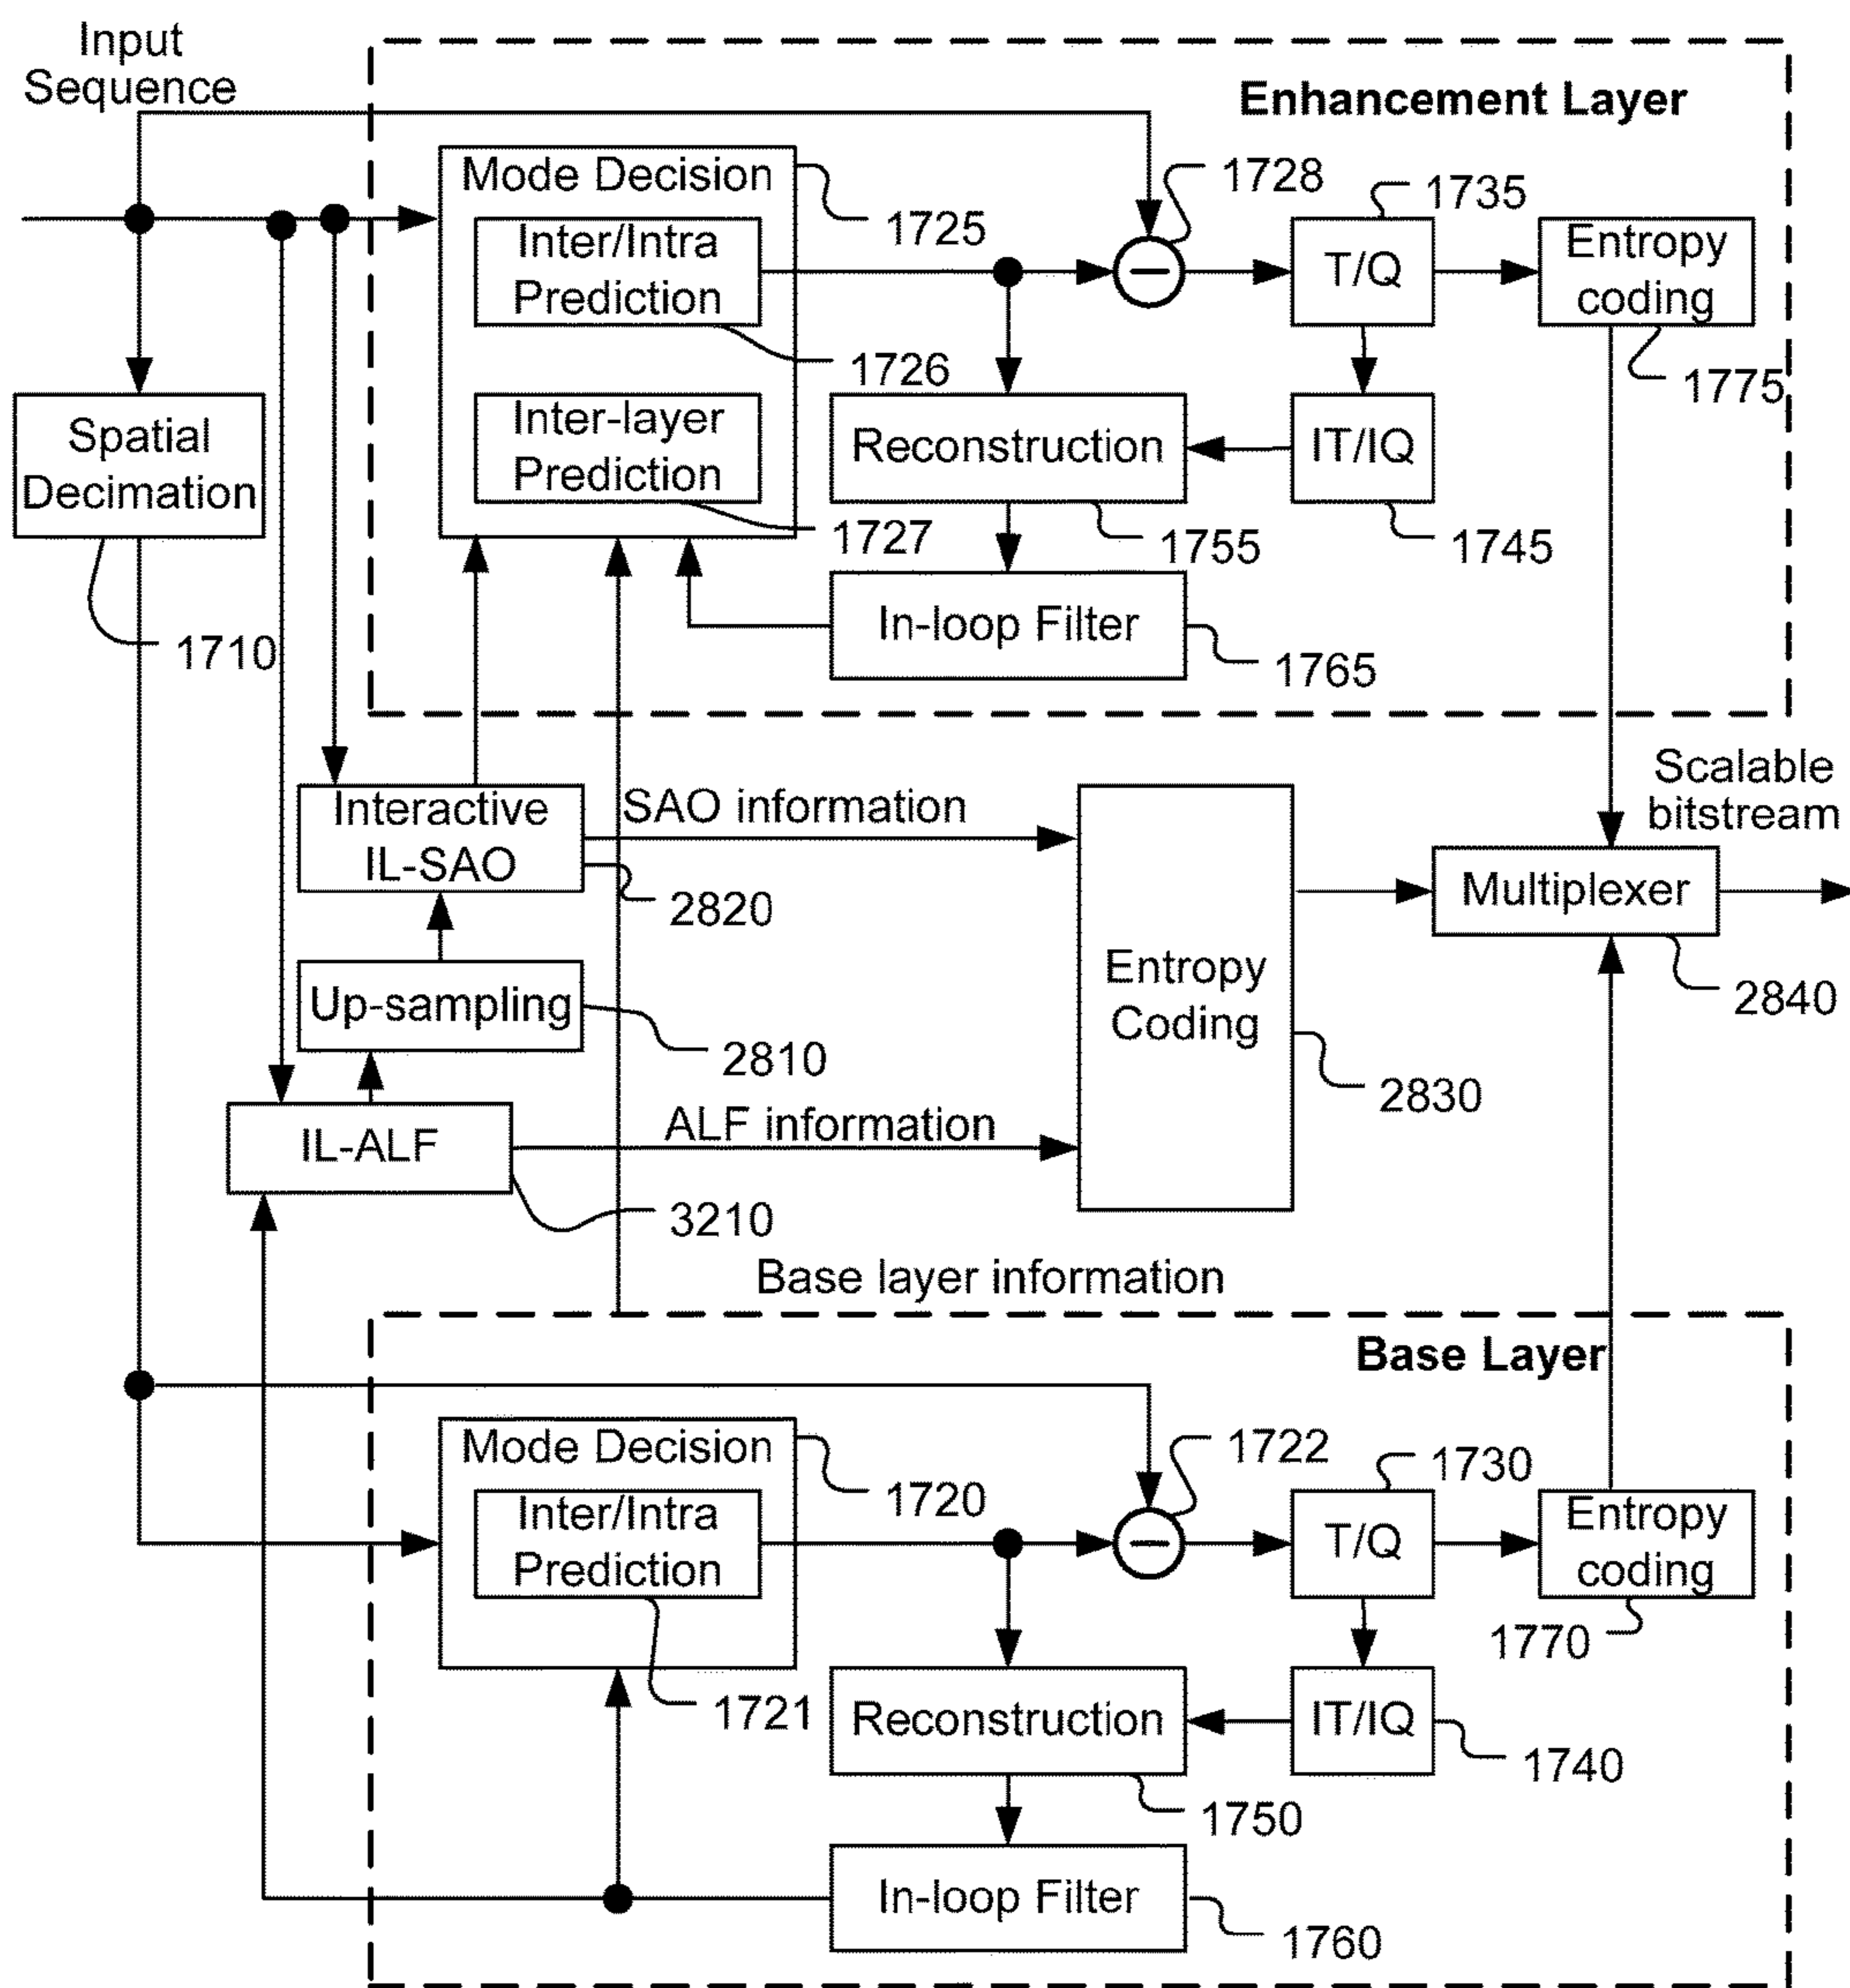 Input
Sequence
Enhancement Layer
Mode Decision
1725
Inter/Intra
Prediction
1726
Inter-layer
Prediction
1727
1728
T/Q
1735
Entropy
coding
1775
Spatial
Decimation
1710
Reconstruction
1755
IT/IQ
1745
In-loop Filter
1765
Interactive
IL-SAO
2820
SAO information
Scalable
bitstream
Multiplexer
2840
Up-sampling
2810
Entropy
Coding
2830
IL-ALF
3210
ALF information
Base layer information
Base Layer
Mode Decision
1720
Inter/Intra
Prediction
1721
1722
T/Q
1730
Entropy
coding
1770
Reconstruction
1750
IT/IQ
1740
In-loop Filter
1760